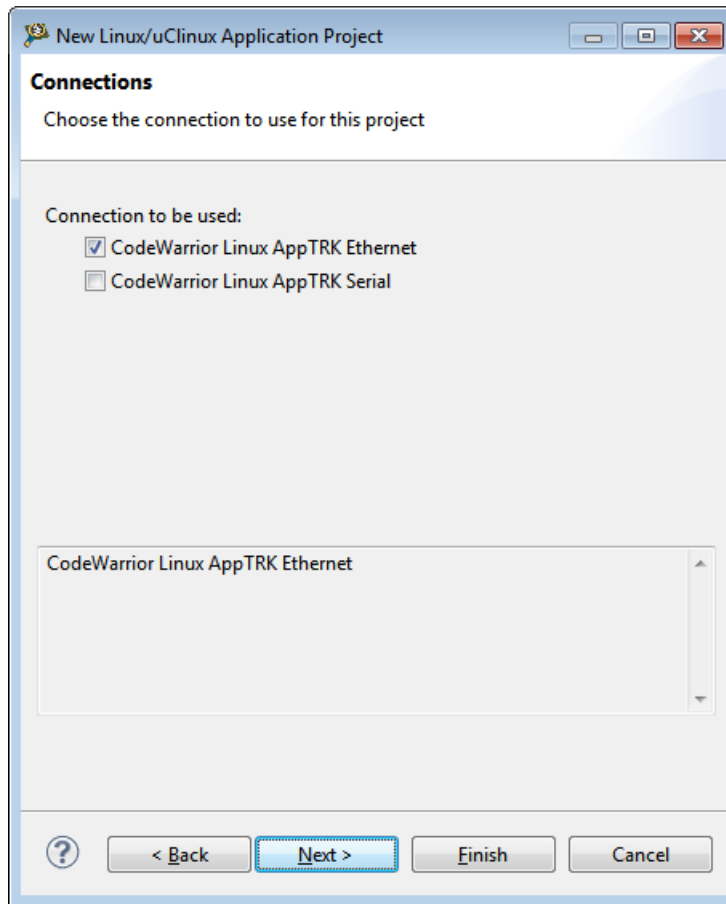 New Linux/uClinux Application Project
Connections
Choose the connection to use for this project
Connection to be used:
CodeWarrior Linux AppTRK Ethernet
CodeWarrior Linux AppTRK Serial
CodeWarrior Linux AppTRK Ethernet
? < Back Next > Finish Cancel